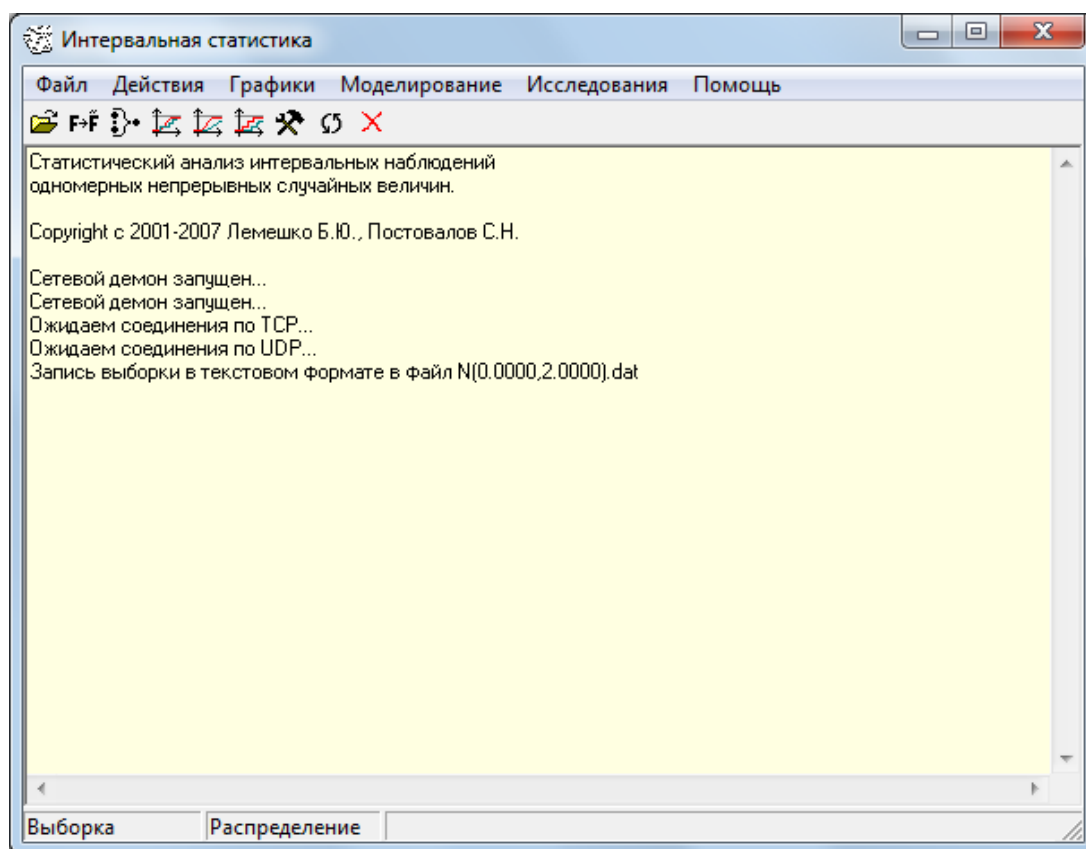 Интервальная статистика
Файл Действия Графики Моделирование Исследования Помощь
F→F̃
Статистический анализ интервальных наблюдений
одномерных непрерывных случайных величин.
Copyright c 2001-2007 Лемешко Б.Ю., Постовалов С.Н.
Сетевой демон запущен...
Сетевой демон запущен...
Ожидаем соединения по TCP...
Ожидаем соединения по UDP...
Запись выборки в текстовом формате в файл N(0.0000,2.0000).dat
Выборка Распределение